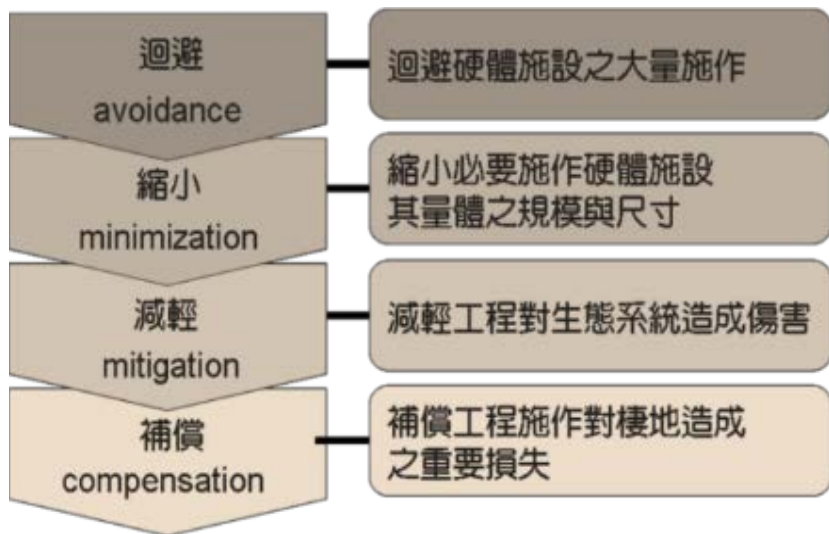 迴避
avoidance
迴避硬體施設之大量施作
縮小
minimization
縮小必要施作硬體施設
其量體之規模與尺寸
減輕
mitigation
減輕工程對生態系統造成傷害
補償
compensation
補償工程施作對棲地造成
之重要損失